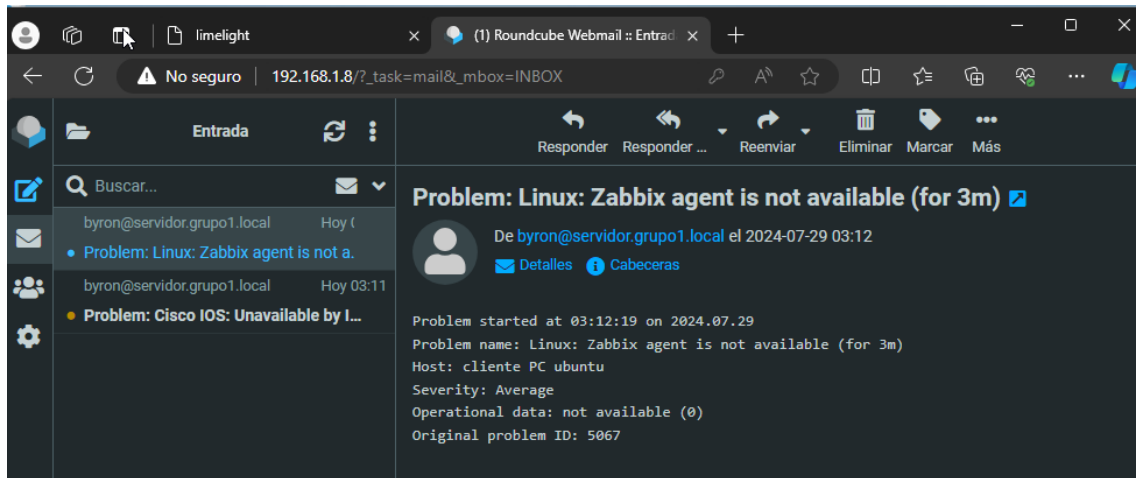 limelight
(1) Roundcube Webmail :: Entrad
No seguro | 192.168.1.8/?_task=mail&_mbox=INBOX
Entrada
Responder Responder ... Reenviar Eliminar Marcar Más
Buscar...
byron@servidor.grupo1.local Hoy
Problem: Linux: Zabbix agent is not a.
byron@servidor.grupo1.local Hoy 03:11
Problem: Cisco IOS: Unavailable by I...
Problem: Linux: Zabbix agent is not available (for 3m)
De byron@servidor.grupo1.local el 2024-07-29 03:12
Detalles Cabeceras
Problem started at 03:12:19 on 2024.07.29
Problem name: Linux: Zabbix agent is not available (for 3m)
Host: cliente PC ubuntu
Severity: Average
Operational data: not available (0)
Original problem ID: 5067